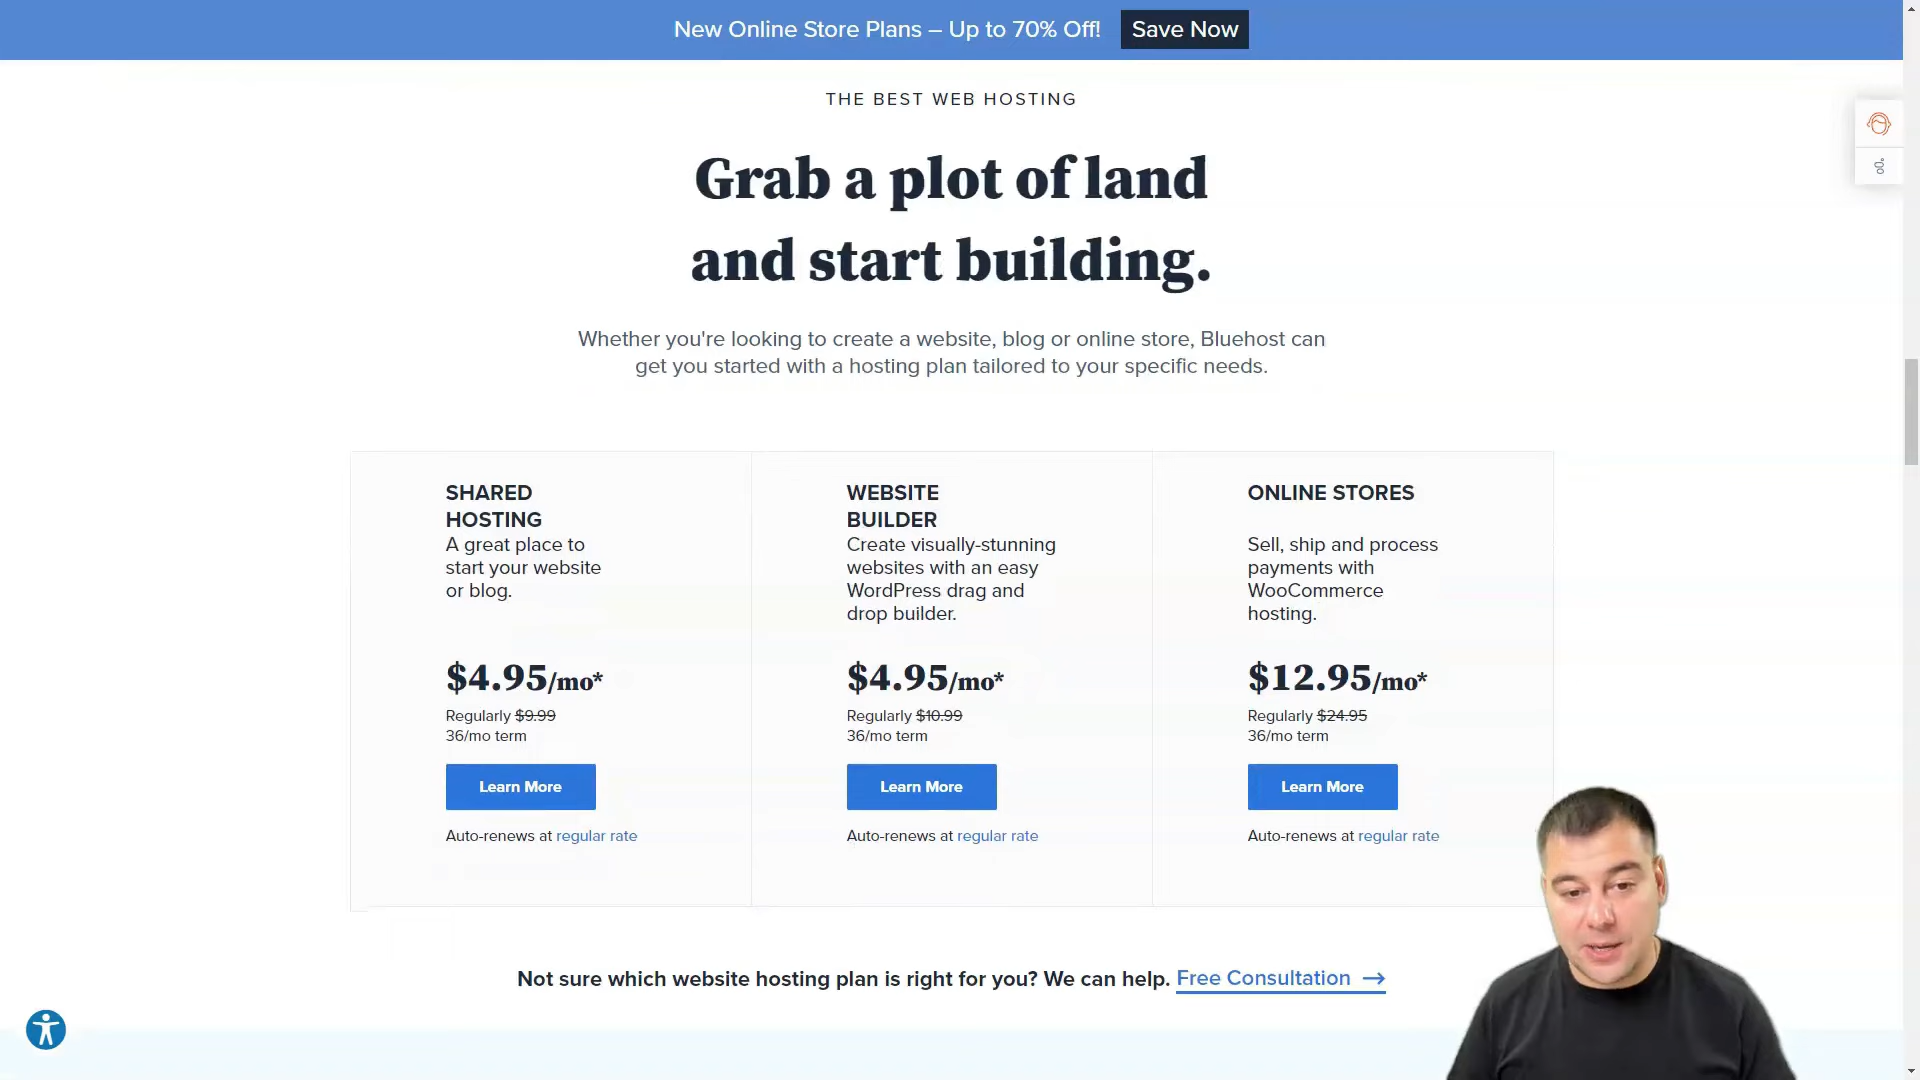 New Online Store Plans – Up to 70% Off! Save Now
THE BEST WEB HOSTING
Grab a plot of land
and start building.
Whether you're looking to create a website, blog or online store, Bluehost can
get you started with a hosting plan tailored to your specific needs.
SHARED
HOSTING
A great place to
start your website
or blog.
$4.95/mo*
Regularly $9.99
36/mo term
Learn More
Auto-renews at regular rate
WEBSITE
BUILDER
Create visually-stunning
websites with an easy
WordPress drag and
drop builder.
$4.95/mo*
Regularly $10.99
36/mo term
Learn More
Auto-renews at regular rate
ONLINE STORES
Sell, ship and process
payments with
WooCommerce
hosting.
$12.95/mo*
Regularly $24.95
36/mo term
Learn More
Auto-renews at regular rate
Not sure which website hosting plan is right for you? We can help. Free Consultation →